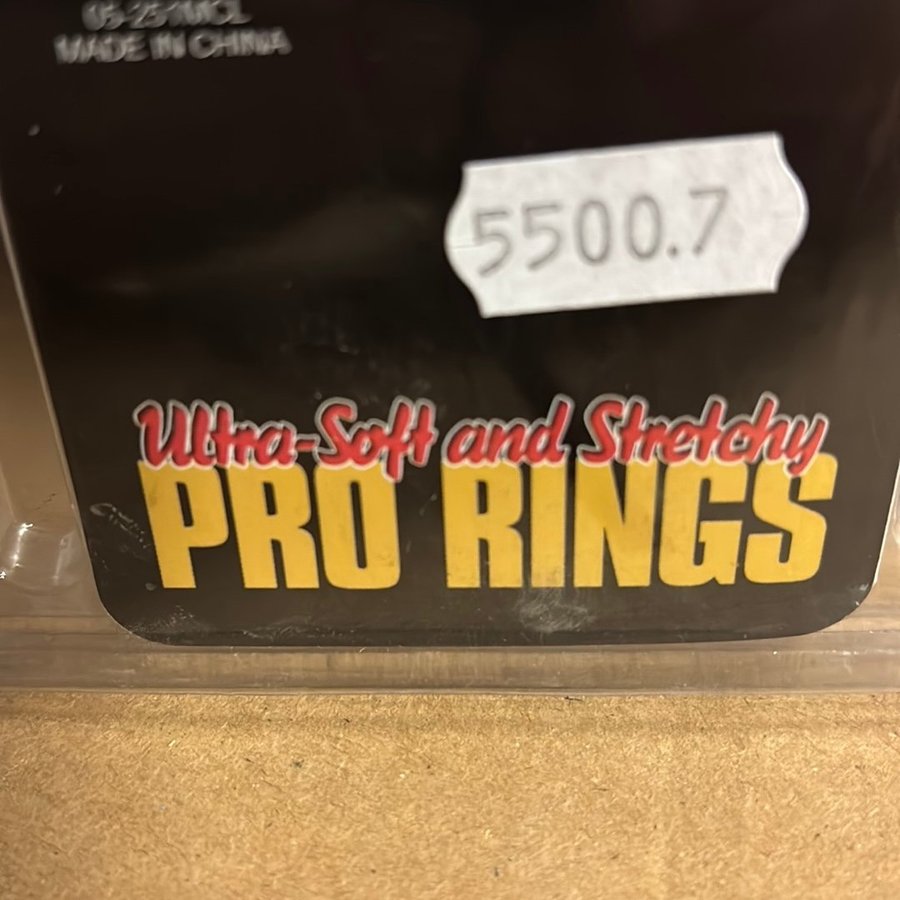 MADE IN CHINA
5500.7
Ultra-Soft and Stretchy
PRO RINGS